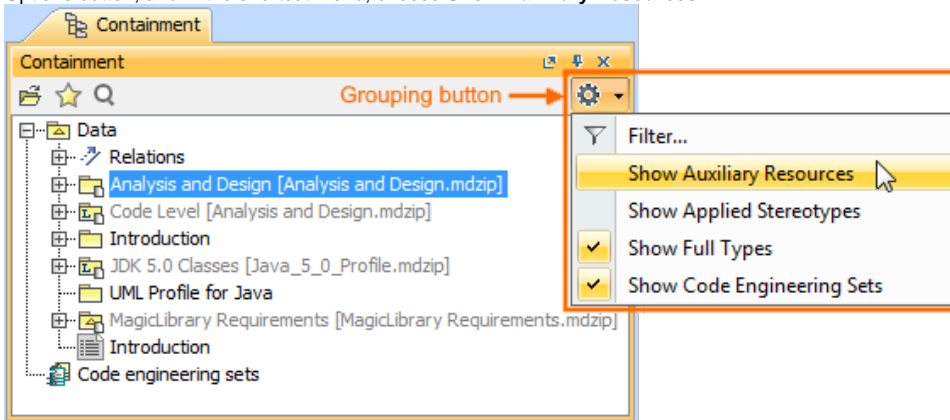 Containment
Containment
Grouping button
Data
Relations
Analysis and Design [Analysis and Design.mdzip]
Code Level [Analysis and Design.mdzip]
Introduction
JDK 5.0 Classes [Java_5_0_Profile.mdzip]
UML Profile for Java
MagicLibrary Requirements [MagicLibrary Requirements.mdzip]
Introduction
Code engineering sets
Filter...
Show Auxiliary Resources
Show Applied Stereotypes
Show Full Types
Show Code Engineering Sets